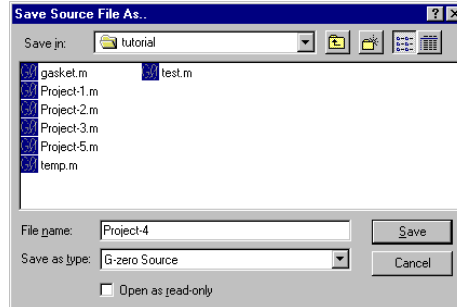 Save Source File As..
Save in: tutorial
gasket.m test.m
Project-1.m
Project-2.m
Project-3.m
Project-5.m
temp.m
File name: Project-4 Save
Save as type: G-zero Source Cancel
Open as read-only